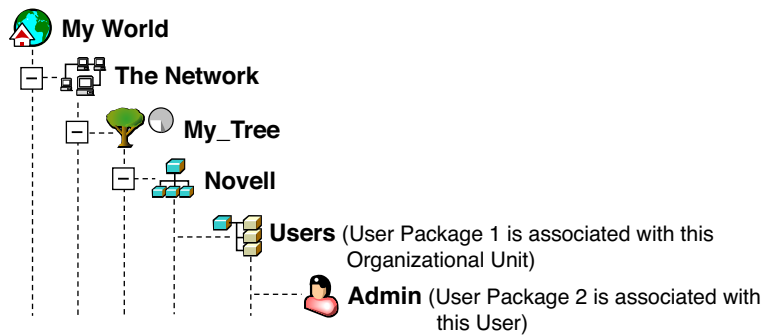 My World
The Network
My_Tree
Novell
Users (User Package 1 is associated with this
Organizational Unit)
Admin (User Package 2 is associated with
this User)